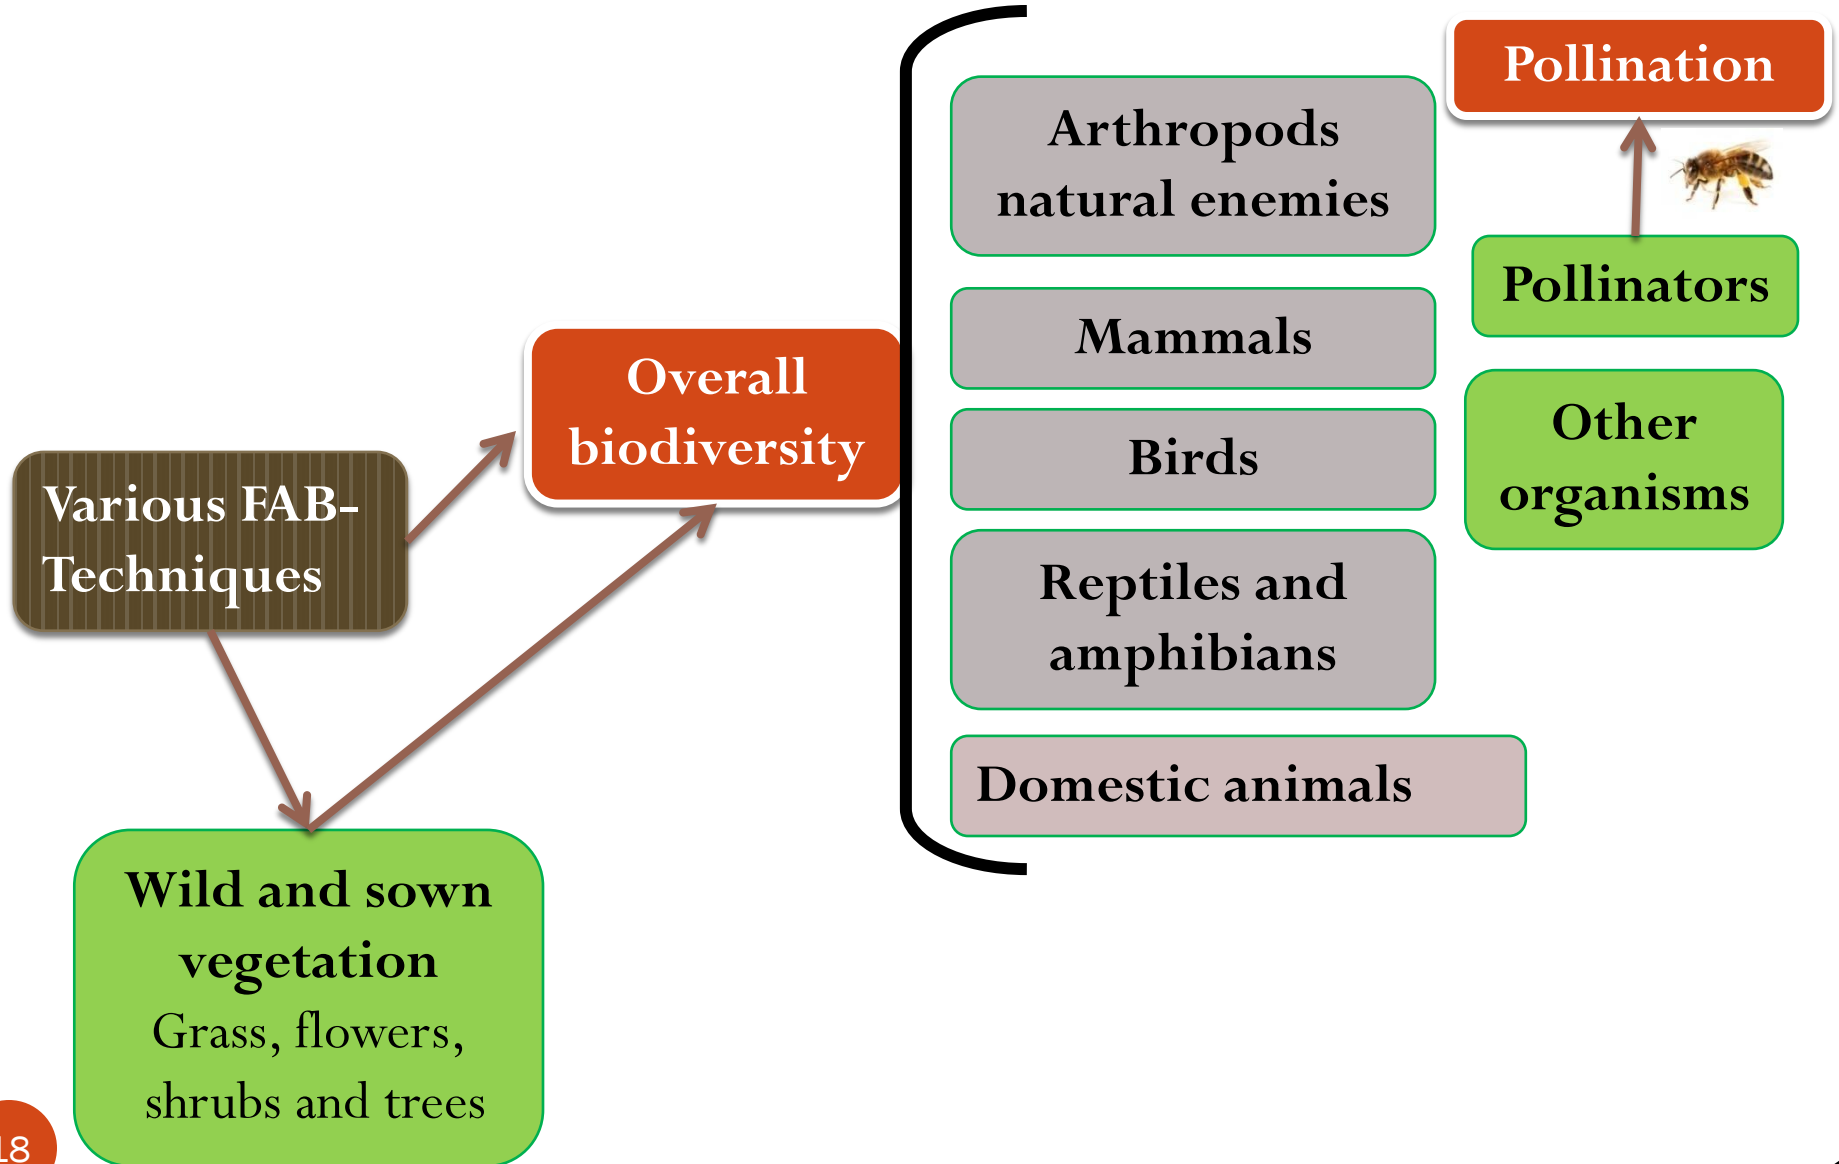 Pollination
Arthropods
natural enemies
Pollinators
Mammals
Overall
biodiversity
Birds
Other
organisms
Various FAB-
Techniques
Reptiles and
amphibians
Domestic animals
Wild and sown
vegetation
Grass, flowers,
shrubs and trees
18